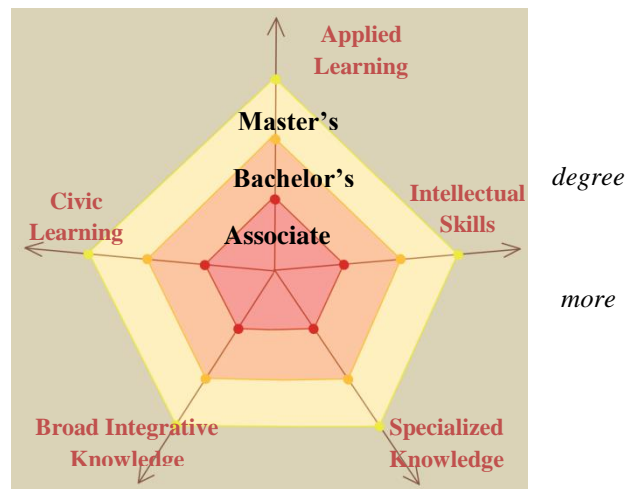 Applied
Learning
Master's
Bachelor's
Associate
Intellectual
Skills
degree
Civic
Learning
more
Broad Integrative
Knowledge
Specialized
Knowledge